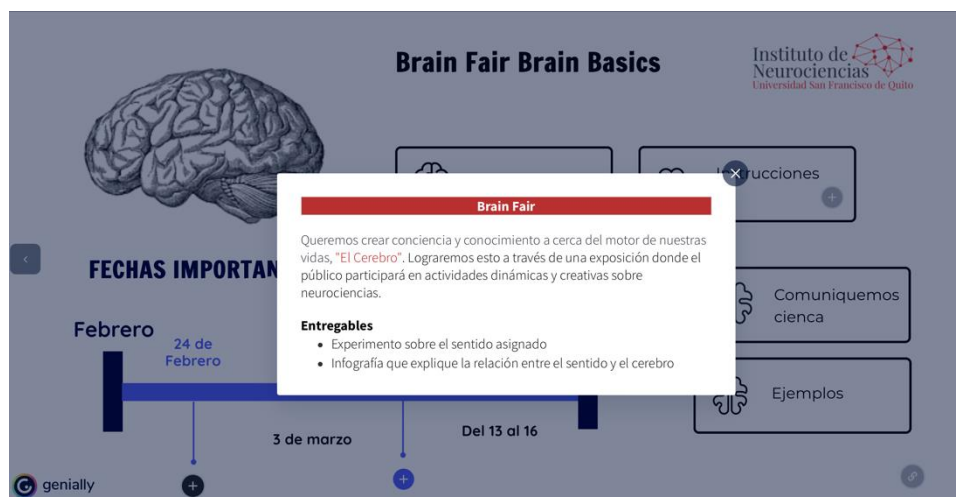 Brain Fair Brain Basics
Instituto de
Neurociencias
Universidad San Francisco de Quito
Instrucciones
Brain Fair
Queremos crear conciencia y conocimiento a cerca del motor de nuestras
vidas, "El Cerebro". Lograremos esto a través de una exposición donde el
público participará en actividades dinámicas y creativas sobre
neurociencias.
Entregables
• Experimento sobre el sentido asignado
• Infografía que explique la relación entre el sentido y el cerebro
FECHAS IMPORTAN
Febrero
24 de
Febrero
3 de marzo
Del 13 al 16
Comuniquemos
cienca
Ejemplos
genially